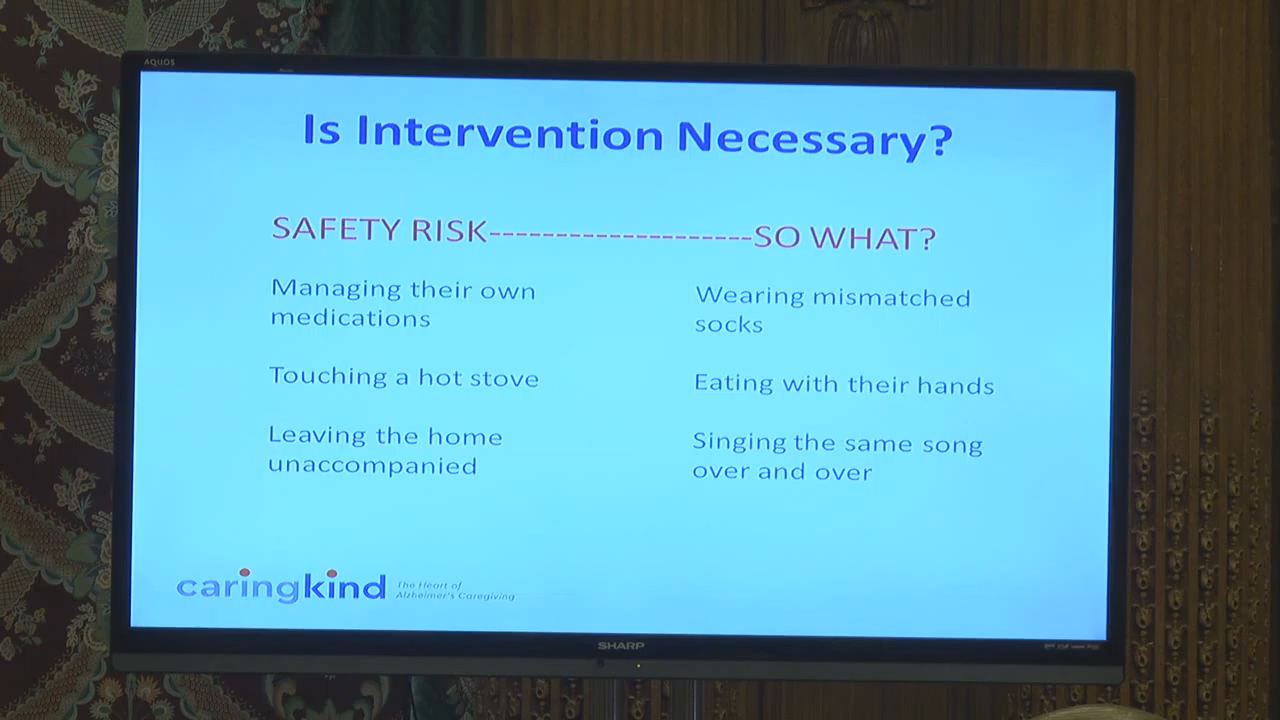 AQUOS
Is Intervention Necessary?
SAFETY RISK--------------------SO WHAT?
Managing their own
medications
Touching a hot stove
Leaving the home
unaccompanied
Wearing mismatched
socks
Eating with their hands
Singing the same song
over and over
caringkind
The Heart of
Alzheimer's Caregiving
SHARP